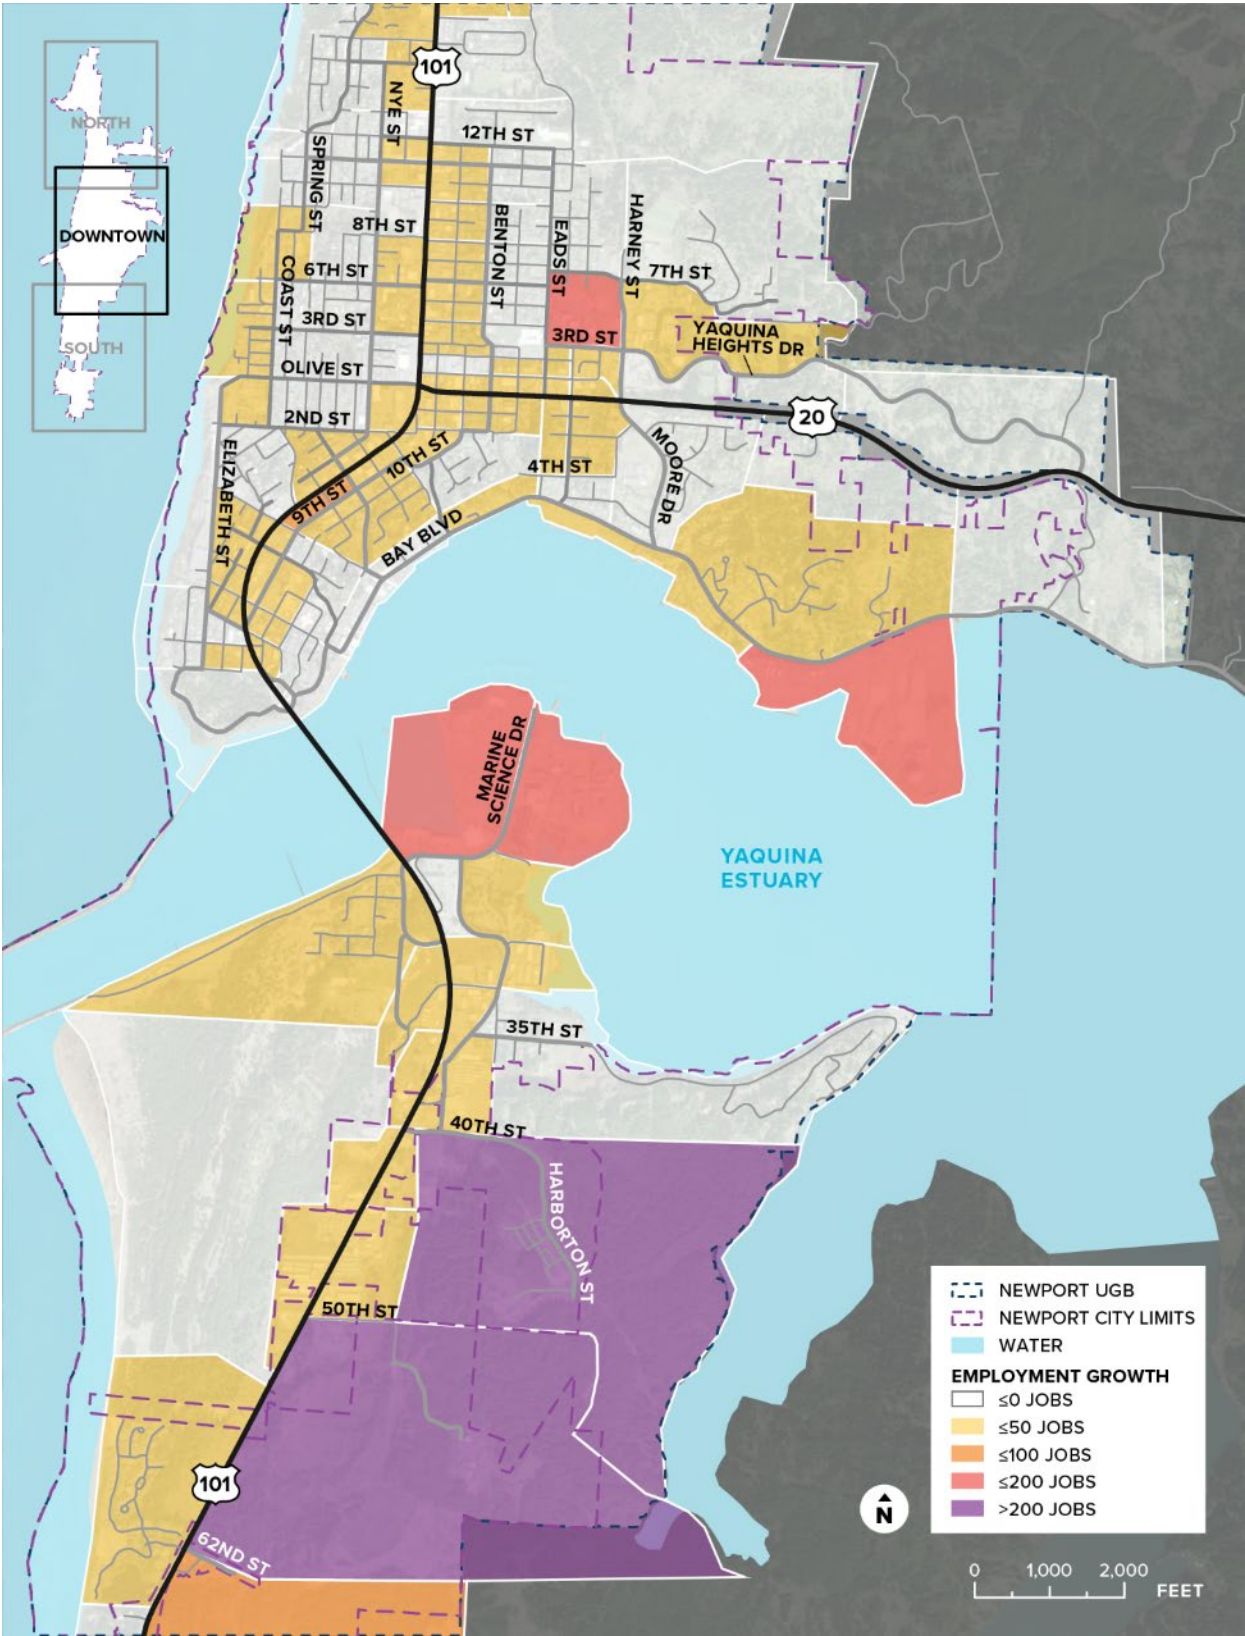 NORTH
DOWNTOWN
SOUTH
101
NYE ST
12TH ST
SPRING ST
8TH ST
BENTON ST
EADS ST
HARNEY ST
7TH ST
6TH ST
COAST ST
3RD ST
3RD ST
YAQUINA
HEIGHTS DR
OLIVE ST
2ND ST
20
ELIZABETH ST
10TH ST
4TH ST
MOORE DR
9TH ST
BAY BLVD
MARINE
SCIENCE DR
YAQUINA
ESTUARY
35TH ST
40TH ST
HARBORTON ST
50TH ST
101
62ND ST
NEWPORT UGB
NEWPORT CITY LIMITS
WATER
EMPLOYMENT GROWTH
≤0 JOBS
≤50 JOBS
≤100 JOBS
≤200 JOBS
>200 JOBS
N
0 1,000 2,000
FEET